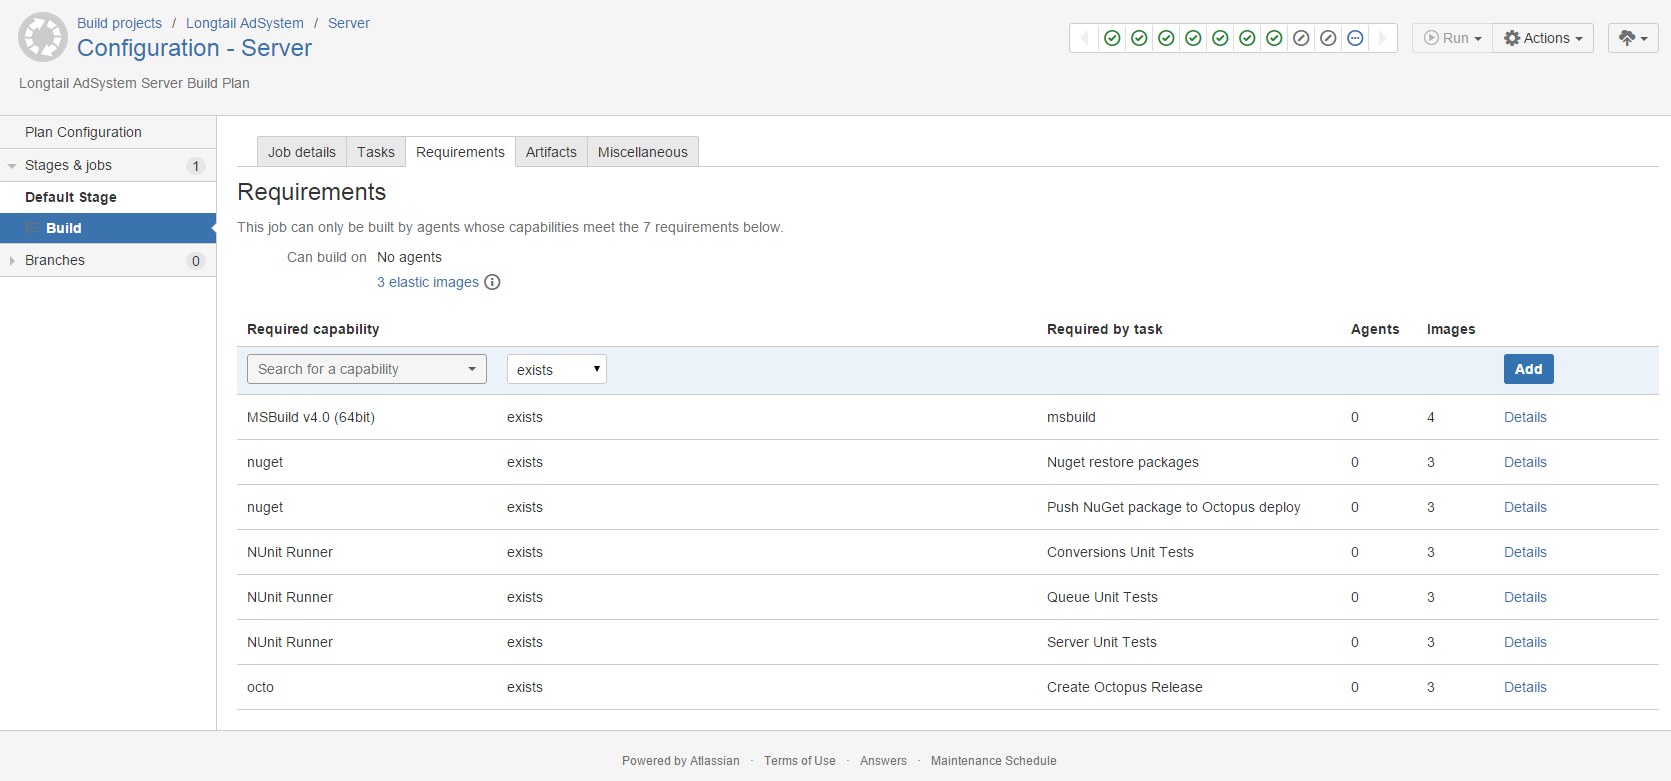 Build projects / Longtail AdSystem / Server
Configuration - Server
Run Actions
Longtail AdSystem Server Build Plan
Plan Configuration
Stages & jobs 1
Default Stage
Build
Branches 0
Job details Tasks Requirements Artifacts Miscellaneous
Requirements
This job can only be built by agents whose capabilities meet the 7 requirements below.
Can build on No agents
3 elastic images
Required capability Required by task Agents Images
Search for a capability exists Add
MSBuild v4.0 (64bit) exists msbuild 0 4 Details
nuget exists Nuget restore packages 0 3 Details
nuget exists Push NuGet package to Octopus deploy 0 3 Details
NUnit Runner exists Conversions Unit Tests 0 3 Details
NUnit Runner exists Queue Unit Tests 0 3 Details
NUnit Runner exists Server Unit Tests 0 3 Details
octo exists Create Octopus Release 0 3 Details
Powered by Atlassian · Terms of Use · Answers · Maintenance Schedule